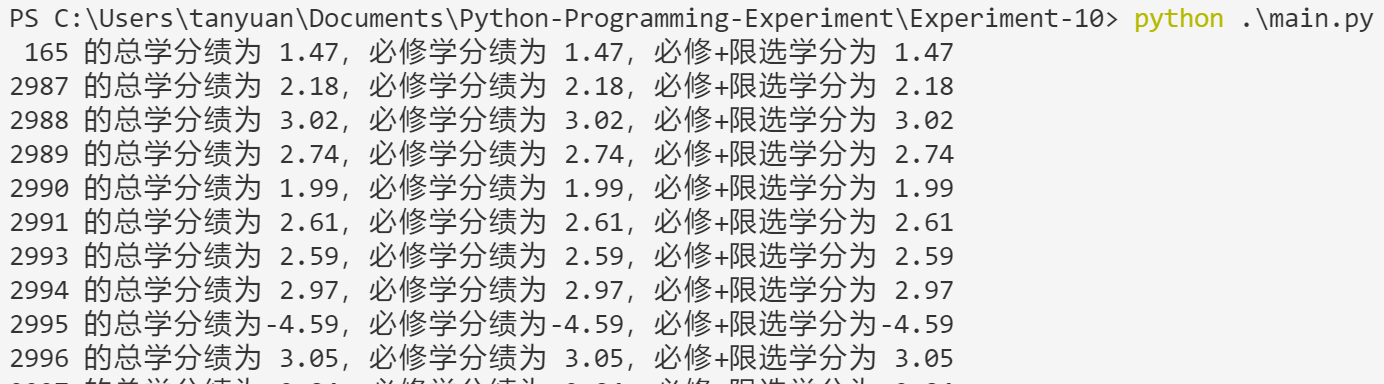 PS C:\Users\tanyuan\Documents\Python-Programming-Experiment\Experiment-10> python .\main.py
165 的总学分绩为 1.47, 必修学分绩为 1.47, 必修+限选学分为 1.47
2987 的总学分绩为 2.18, 必修学分绩为 2.18, 必修+限选学分为 2.18
2988 的总学分绩为 3.02, 必修学分绩为 3.02, 必修+限选学分为 3.02
2989 的总学分绩为 2.74, 必修学分绩为 2.74, 必修+限选学分为 2.74
2990 的总学分绩为 1.99, 必修学分绩为 1.99, 必修+限选学分为 1.99
2991 的总学分绩为 2.61, 必修学分绩为 2.61, 必修+限选学分为 2.61
2993 的总学分绩为 2.59, 必修学分绩为 2.59, 必修+限选学分为 2.59
2994 的总学分绩为 2.97, 必修学分绩为 2.97, 必修+限选学分为 2.97
2995 的总学分绩为-4.59, 必修学分绩为-4.59, 必修+限选学分为-4.59
2996 的总学分绩为 3.05, 必修学分绩为 3.05, 必修+限选学分为 3.05